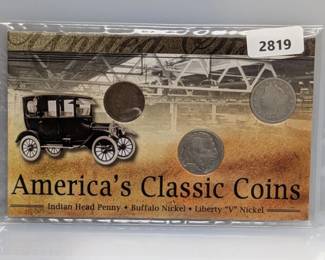 2819
America's Classic Coins
Indian Head Penny • Buffalo Nickel • Liberty "V" Nickel